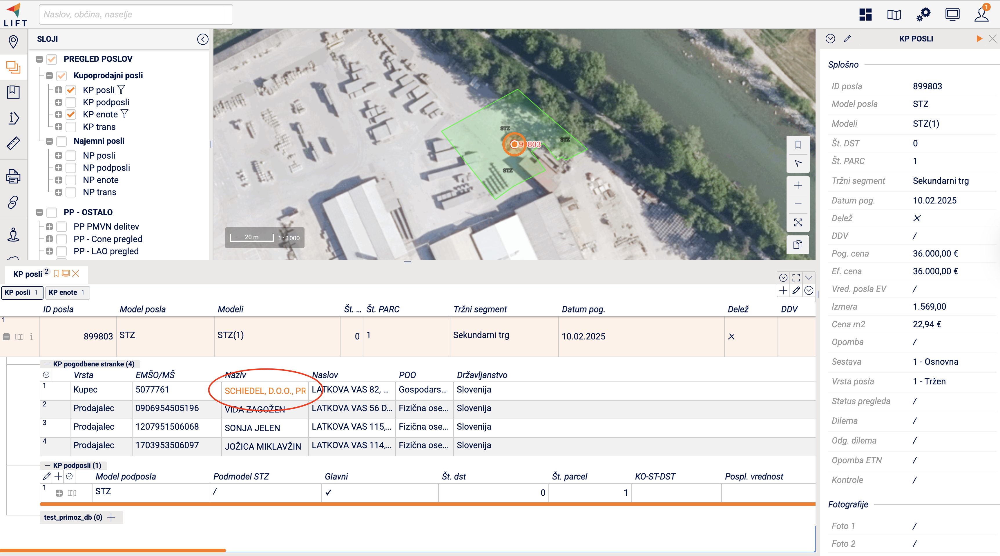 LIFT
Naslov, občina, naselje
1
SLOJI
PREGLED POSLOV
Kupoprodajni posli
KP posli
KP podposli
KP enote
KP trans
Najemni posli
NP posli
NP podposli
NP enote
NP trans
PP - OSTALO
PP PMVN delitev
PP - Cone pregled
PP - LAO pregled
STZ
STZ
99803
STZ
20 m
1 : 1000
KP POSLI
Splošno
ID posla 899803
Model posla STZ
Modeli STZ(1)
Št. DST 0
Št. PARC 1
Tržni segment Sekundarni trg
Datum pog. 10.02.2025
Delež ✕
DDV /
Pog. cena 36.000,00 €
Ef. cena 36.000,00 €
Vred. posla EV /
Izmera 1.569,00
Cena m2 22,94 €
Opomba /
Sestava 1 - Osnovna
Vrsta posla 1 - Tržen
Status pregleda /
Dilema /
Odg. dilema /
Opomba ETN /
Kontrole /
Fotografije
Foto 1 /
Foto 2 /
KP posli 2
KP posli 1 KP enote 1
ID posla Model posla Modeli Št. ... Št. PARC Tržni segment Datum pog. Delež DDV
1
899803 STZ STZ(1) 0 1 Sekundarni trg 10.02.2025 ✕
— KP pogodbene stranke (4)
Vrsta EMŠO/MŠ Naziv Naslov POO Državljanstvo
1 Kupec 5077761 SCHIEDEL, D.O.O., PR LATKOVA VAS 82, ... Gospodars... Slovenija
2 Prodajalec 0906954505196 VIDA ZAGOŽEN LATKOVA VAS 56 D... Fizična ose... Slovenija
3 Prodajalec 1207951506068 SONJA JELEN LATKOVA VAS 115,... Fizična ose... Slovenija
4 Prodajalec 1703953506097 JOŽICA MIKLAVŽIN LATKOVA VAS 114,... Fizična ose... Slovenija
— KP podposli (1)
Model podposla Podmodel STZ Glavni Št. dst Št. parcel KO-ST-DST Pospl. vrednost
1 STZ / ✓ 0 1
test_primoz_db (0)